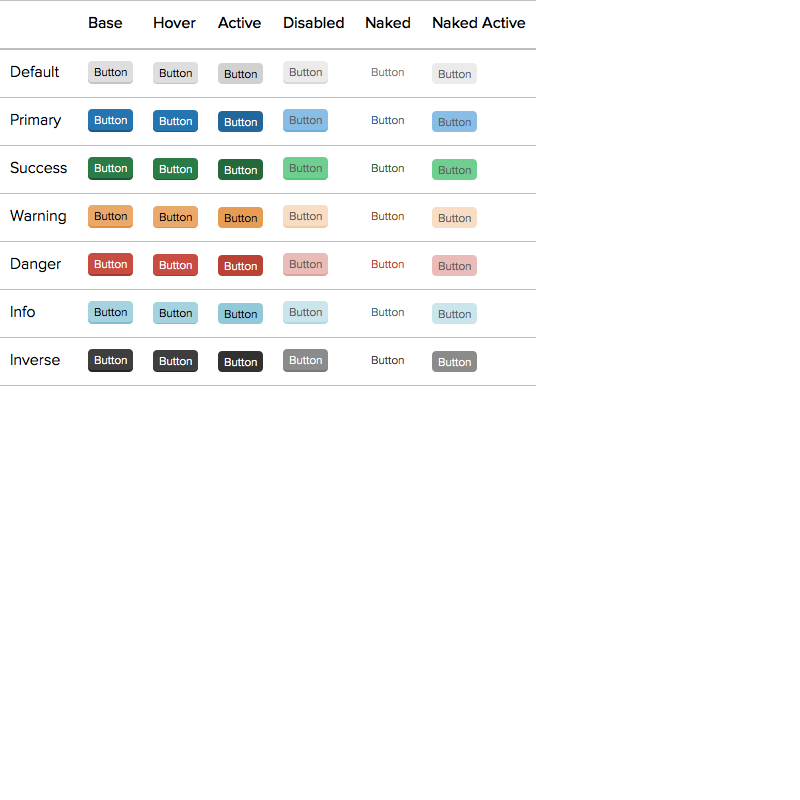 Base Hover Active Disabled Naked Naked Active
Default Button Button Button Button Button Button
Primary Button Button Button Button Button Button
Success Button Button Button Button Button Button
Warning Button Button Button Button Button Button
Danger Button Button Button Button Button Button
Info Button Button Button Button Button Button
Inverse Button Button Button Button Button Button